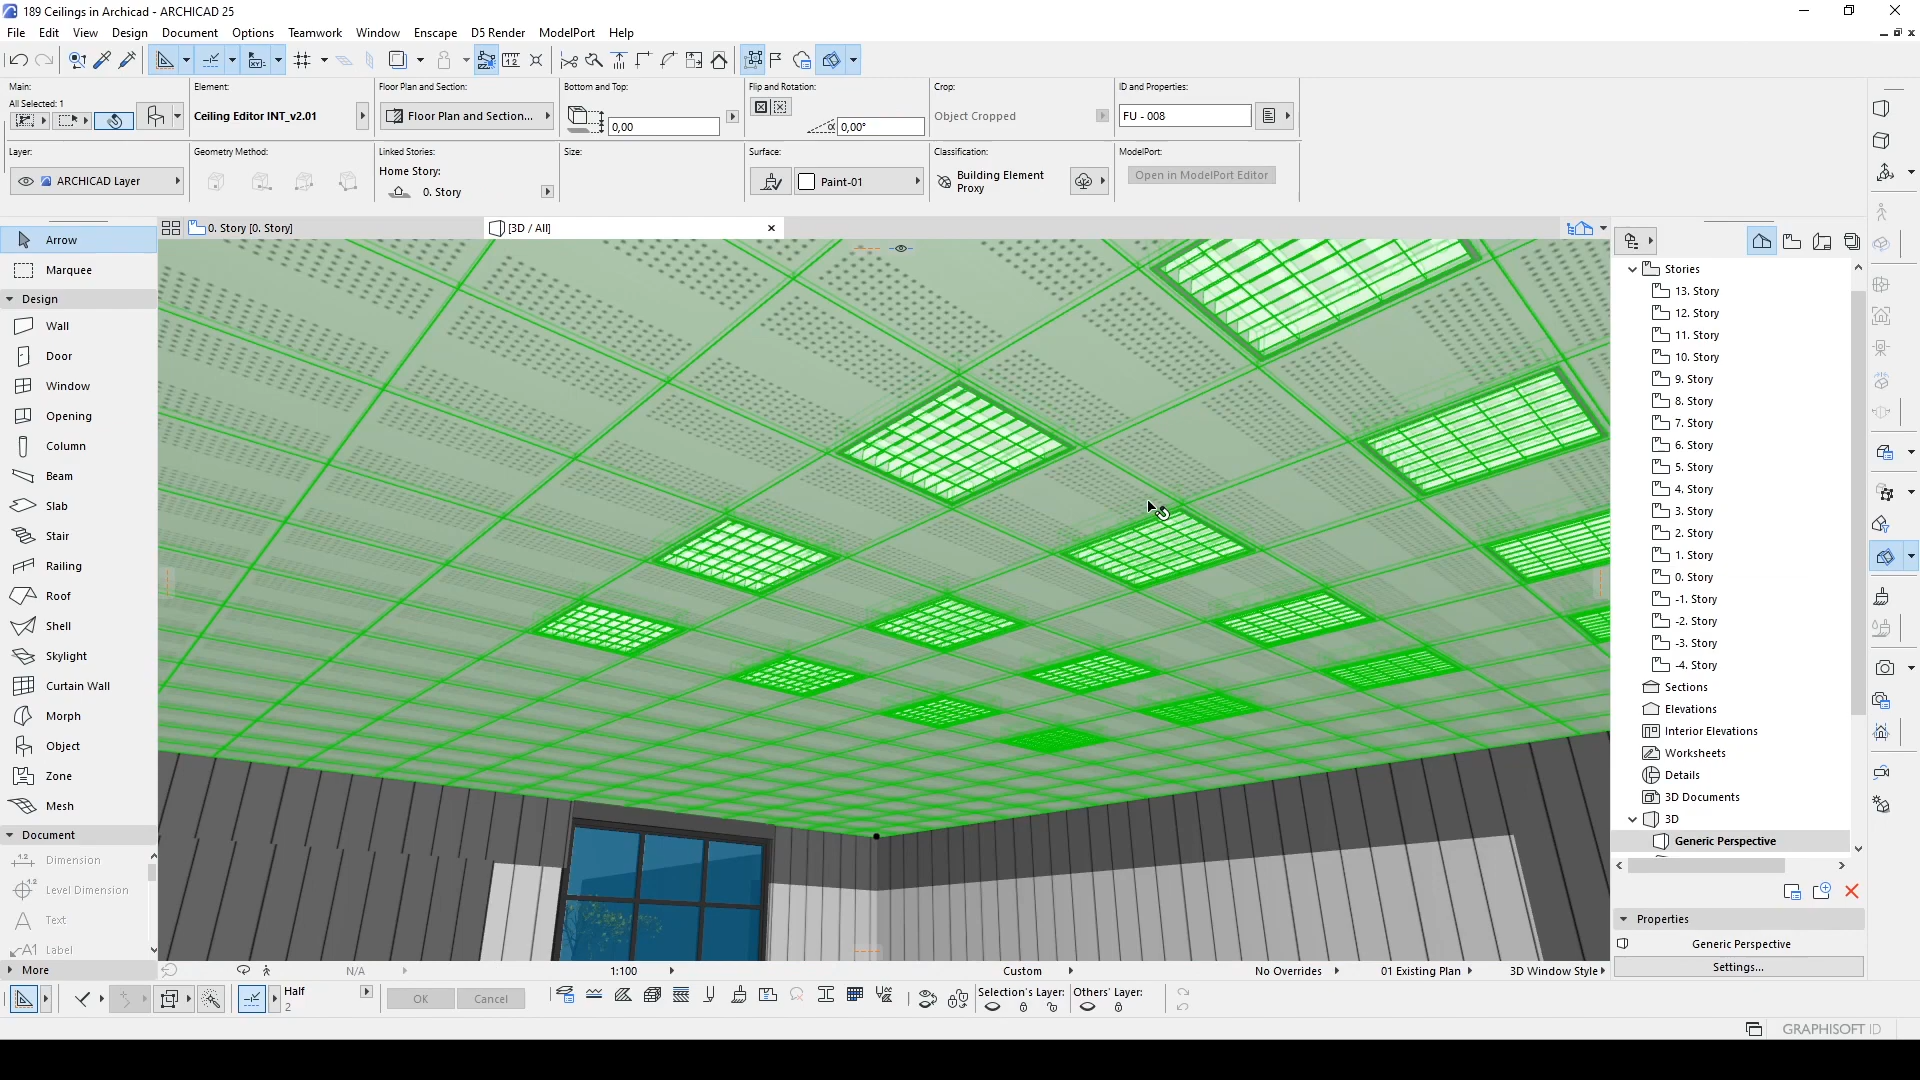 189 Ceilings in Archicad - ARCHICAD 25
File Edit View Design Document Options Teamwork Window Enscape D5 Render ModelPort Help
Main: Element: Floor Plan and Section: Bottom and Top: Flip and Rotation: Crop: ID and Properties:
All Selected: 1
Ceiling Editor INT_v2.01 Floor Plan and Section... 0,00 0,00° Object Cropped FU - 008
Layer: Geometry Method: Linked Stories: Size: Surface: Classification: ModelPort:
Home Story:
ARCHICAD Layer 0. Story Paint-01 Building Element Proxy Open in ModelPort Editor
0. Story [0. Story] [3D / All]
Arrow
Marquee
Design
Wall
Door
Window
Opening
Column
Beam
Slab
Stair
Railing
Roof
Shell
Skylight
Curtain Wall
Morph
Object
Zone
Mesh
Document
Dimension
Level Dimension
Text
Label
More
Stories
13. Story
12. Story
11. Story
10. Story
9. Story
8. Story
7. Story
6. Story
5. Story
4. Story
3. Story
2. Story
1. Story
0. Story
-1. Story
-2. Story
-3. Story
-4. Story
Sections
Elevations
Interior Elevations
Worksheets
Details
3D Documents
3D
Generic Perspective
Properties
Generic Perspective
Settings...
N/A 1:100 Custom No Overrides 01 Existing Plan 3D Window Style
Half
2
OK Cancel Selection's Layer: Others' Layer:
GRAPHISOFT ID